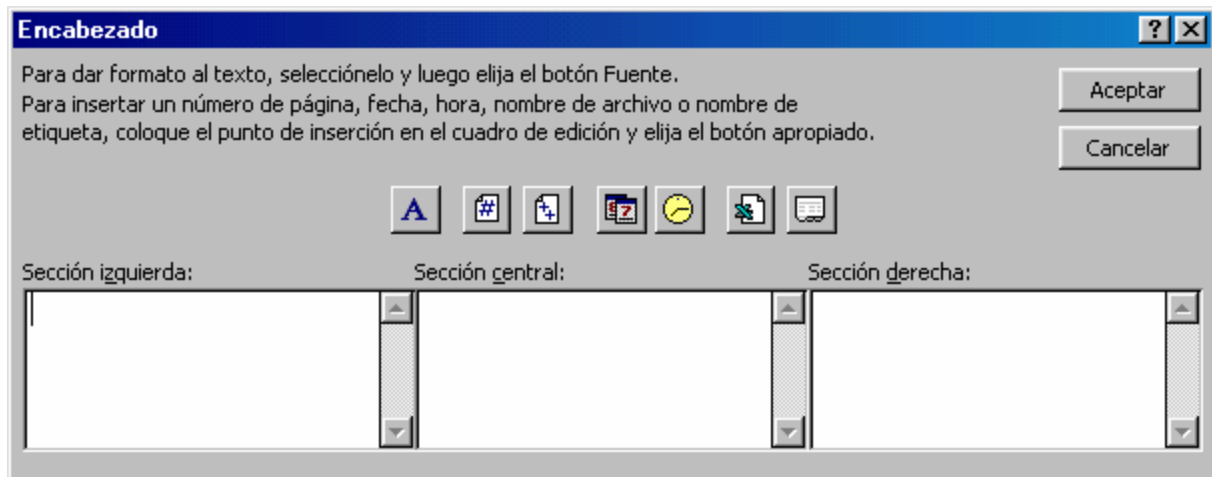 Encabezado
Para dar formato al texto, selecciónelo y luego elija el botón Fuente.
Para insertar un número de página, fecha, hora, nombre de archivo o nombre de
etiqueta, coloque el punto de inserción en el cuadro de edición y elija el botón apropiado.
Aceptar
Cancelar
Sección izquierda:
Sección central:
Sección derecha: